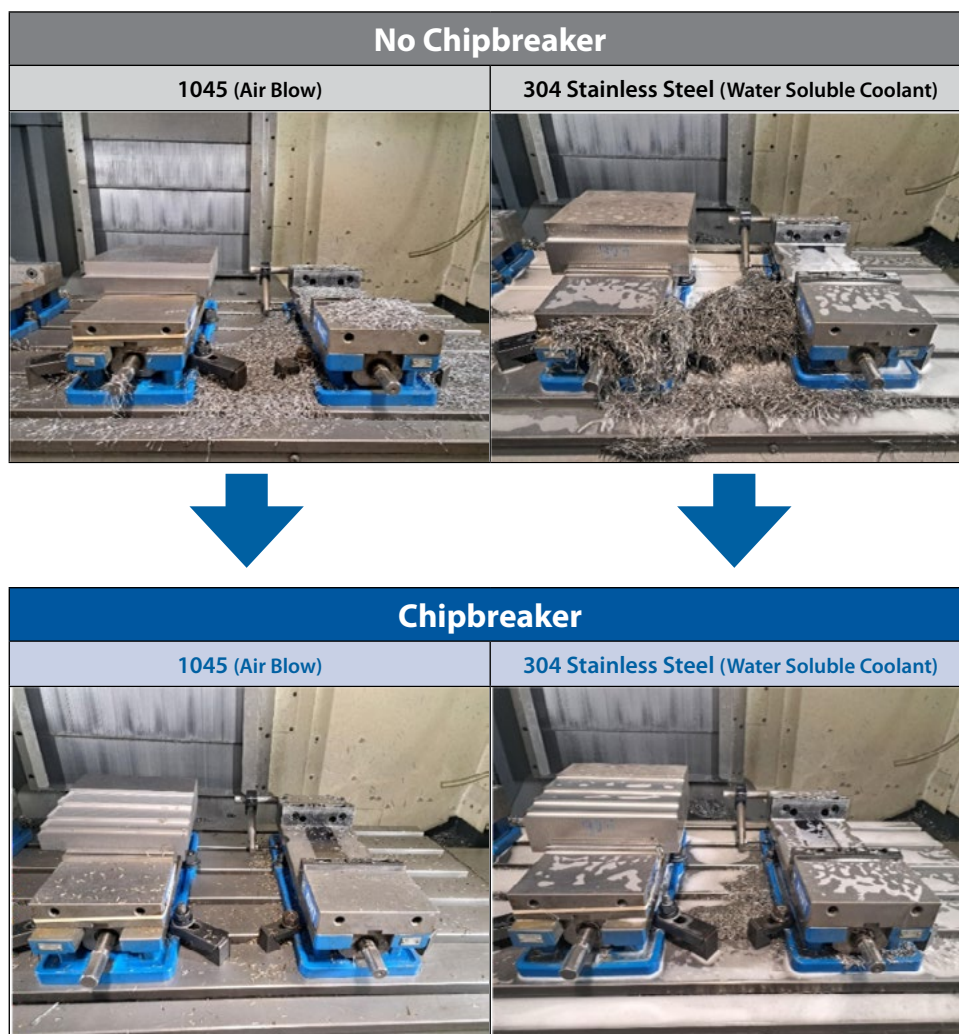 No Chipbreaker
1045 (Air Blow)
304 Stainless Steel (Water Soluble Coolant)
Chipbreaker
1045 (Air Blow)
304 Stainless Steel (Water Soluble Coolant)